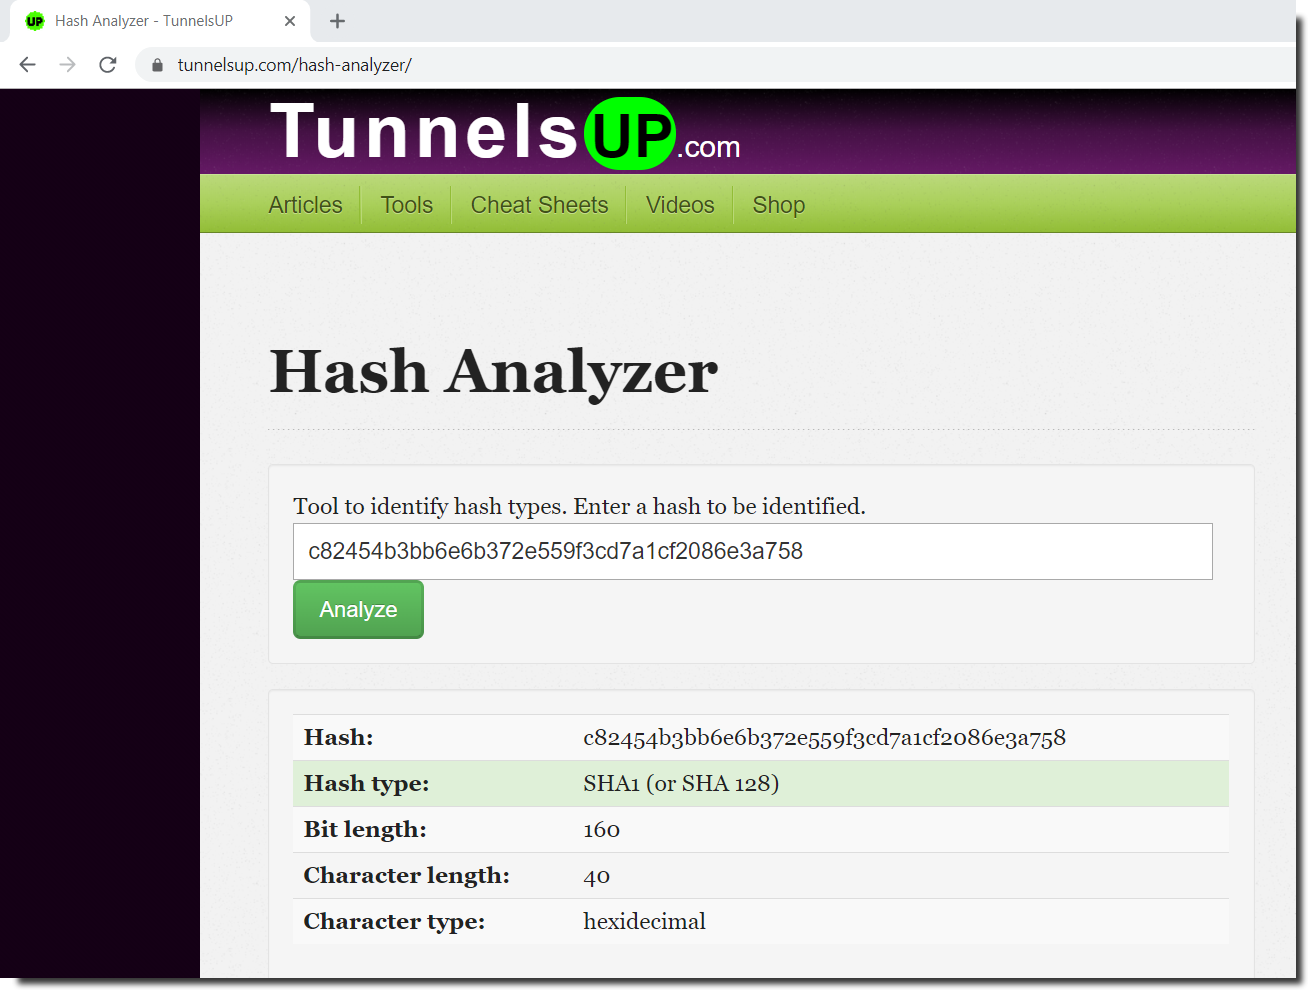 UP Hash Analyzer - TunnelsUP
tunnelsup.com/hash-analyzer/
TunnelsUP.com
Articles Tools Cheat Sheets Videos Shop
Hash Analyzer
Tool to identify hash types. Enter a hash to be identified.
c82454b3bb6e6b372e559f3cd7a1cf2086e3a758
Analyze
Hash: c82454b3bb6e6b372e559f3cd7a1cf2086e3a758
Hash type: SHA1 (or SHA 128)
Bit length: 160
Character length: 40
Character type: hexidecimal